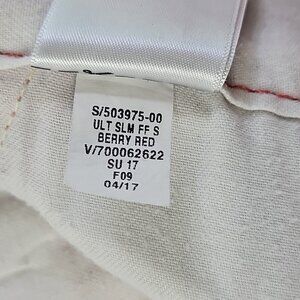 S/503975-00
ULT SLM FF S
BERRY RED
V/700062622
SU 17
F09
04/17